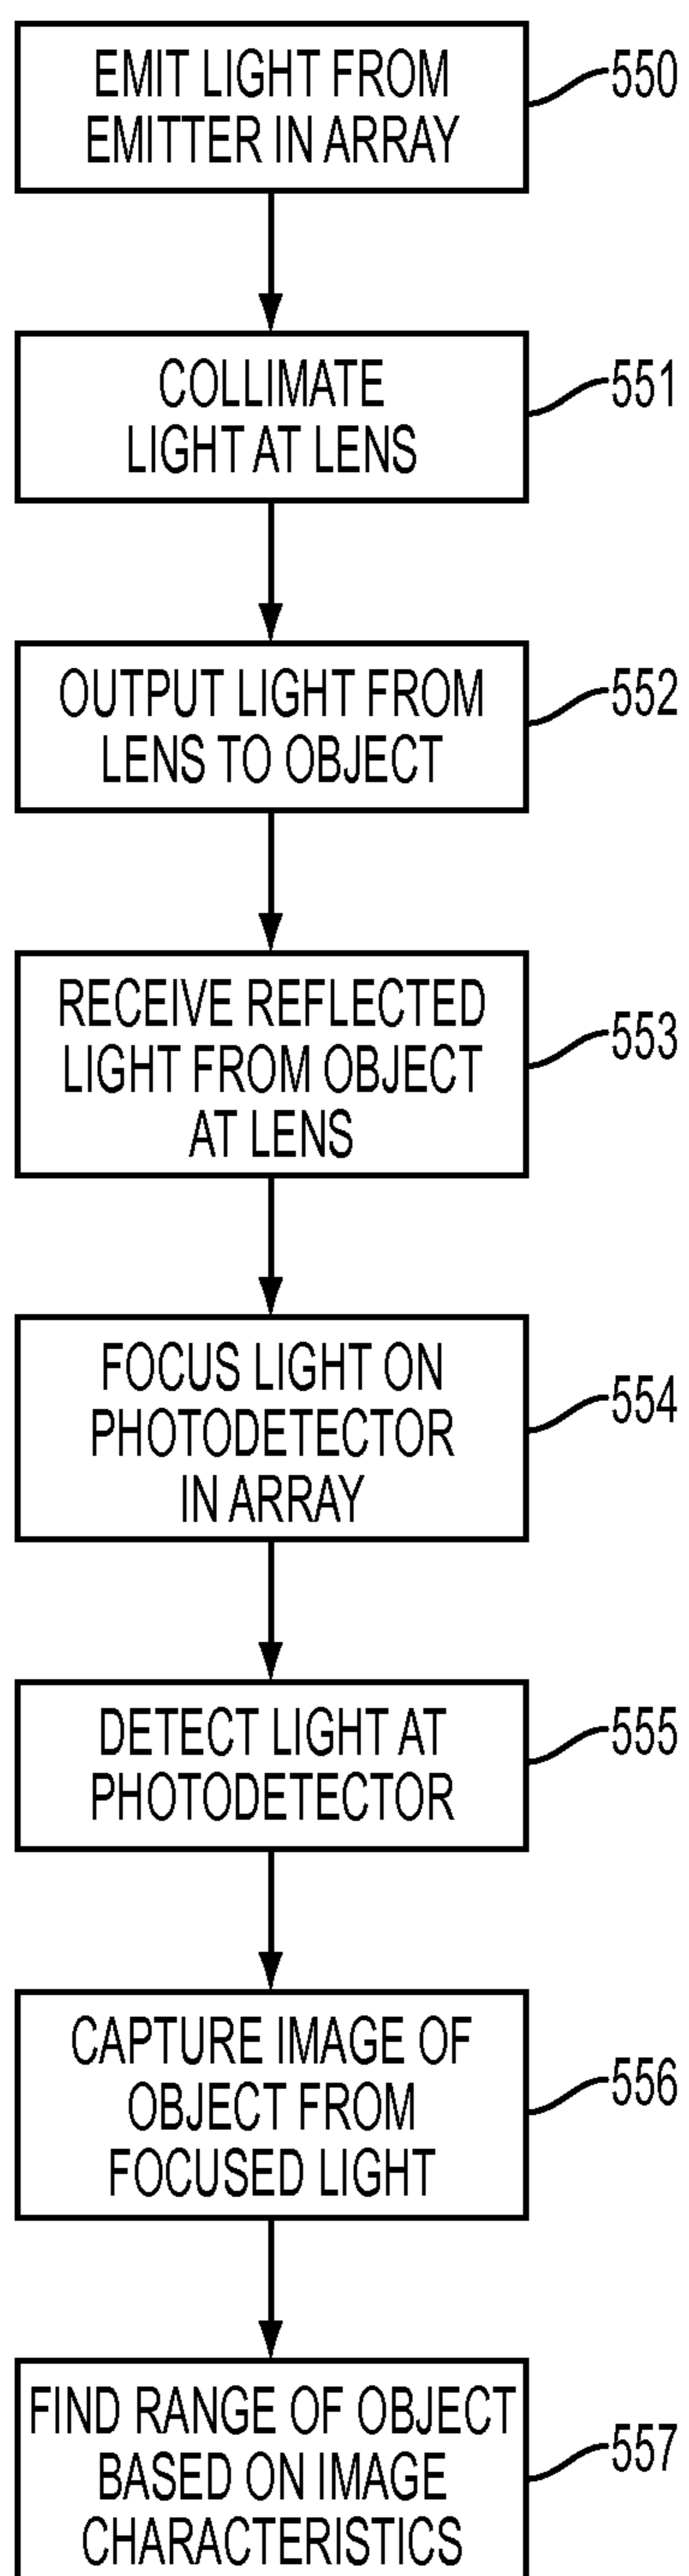 EMIT LIGHT FROM
EMITTER IN ARRAY
550
COLLIMATE
LIGHT AT LENS
551
OUTPUT LIGHT FROM
LENS TO OBJECT
552
RECEIVE REFLECTED
LIGHT FROM OBJECT
AT LENS
553
FOCUS LIGHT ON
PHOTODETECTOR
IN ARRAY
554
DETECT LIGHT AT
PHOTODETECTOR
555
CAPTURE IMAGE OF
OBJECT FROM
FOCUSED LIGHT
556
FIND RANGE OF OBJECT
BASED ON IMAGE
CHARACTERISTICS
557